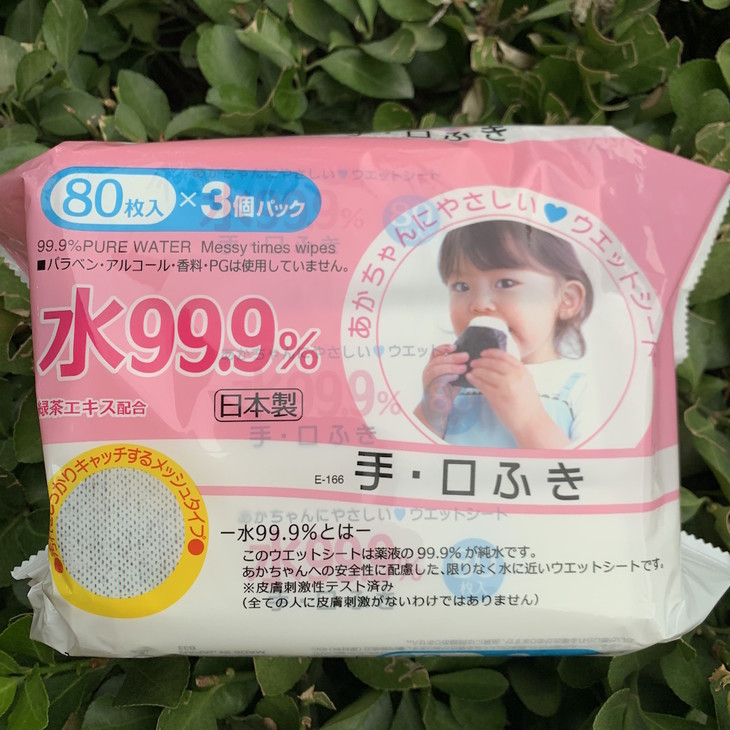 口ふき
80枚入×3個パック
99.9%PURE WATER Messy times wipes
■パラベン・アルコール・香料・PGは使用していません。
あかちゃんにやさしい♥ウエットシート
水99.9%
緑茶エキス配合
日本製
E-166 手・口ふき
かりキャッチするメッシュタイプ●
ー水99.9%とはー
このウエットシートは薬液の99.9%が純水です。
あかちゃんへの安全性に配慮した、限りなく水に近いウエットシートです。
※皮膚刺激性テスト済み
(全ての人に皮膚刺激がないわけではありません)